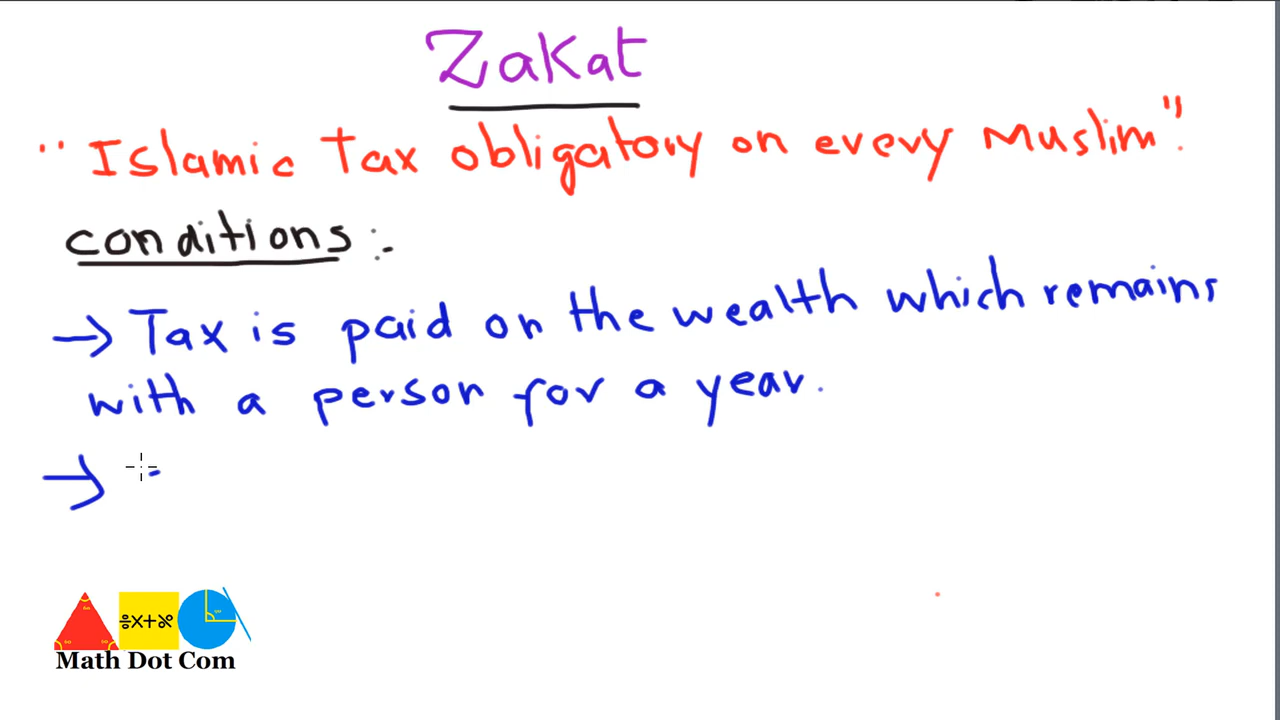 Zakat
"Islamic Tax obligatory on every Muslim".
conditions :-
→ Tax is paid on the wealth which remains
with a person for a year.
→
÷x+%
Math Dot Com